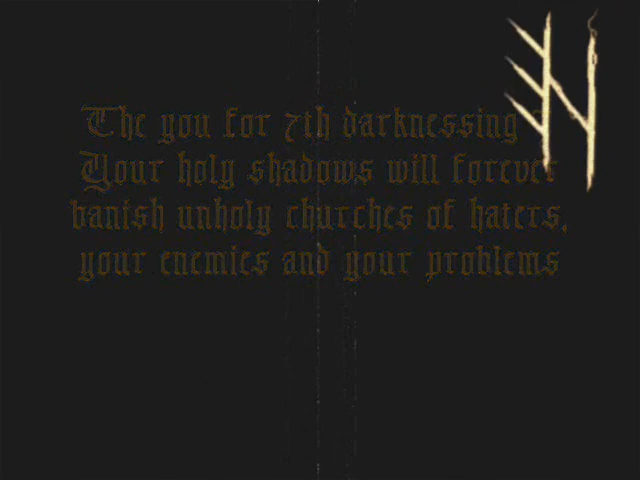 The you for 7th darknessing
Your holy shadows will forever
banish unholy churches of haters,
your enemies and your problems